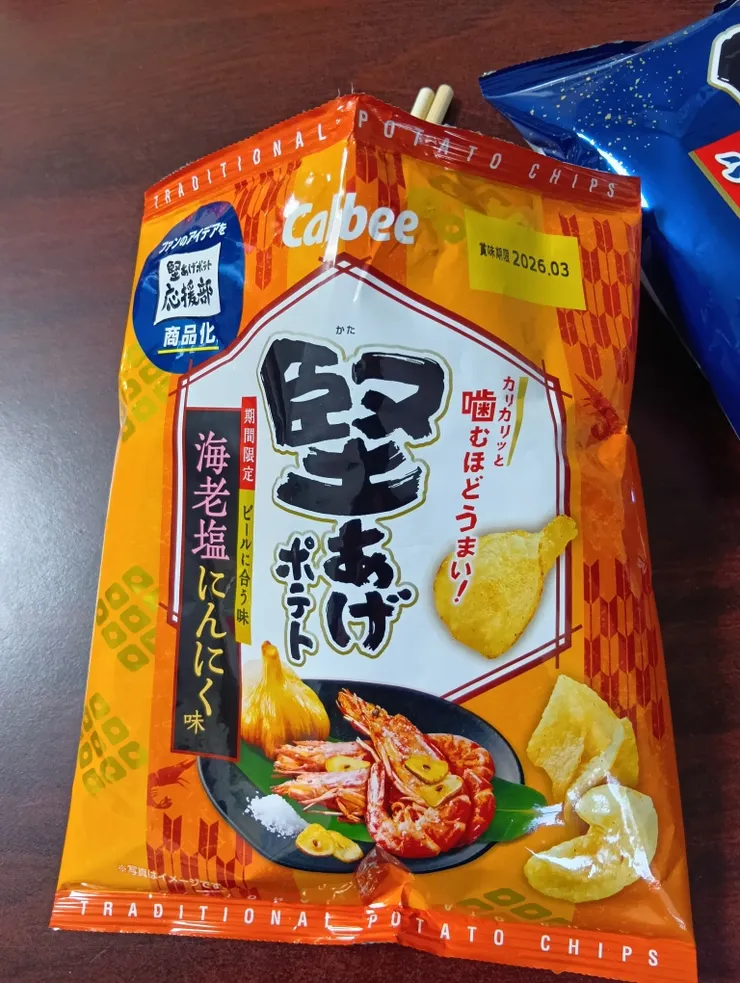 TRADITIONAL POTATO CHIPS
Calbee
ファンのアイデアを
堅あげポテト
応援部
商品化
賞味期限 2026.03
かた
堅あげ
ポテト
カリカリッと
噛むほどうまい!
期間限定
ビールに合う味
海老塩にんにく味
※写真はイメージです
TRADITIONAL POTATO CHIPS